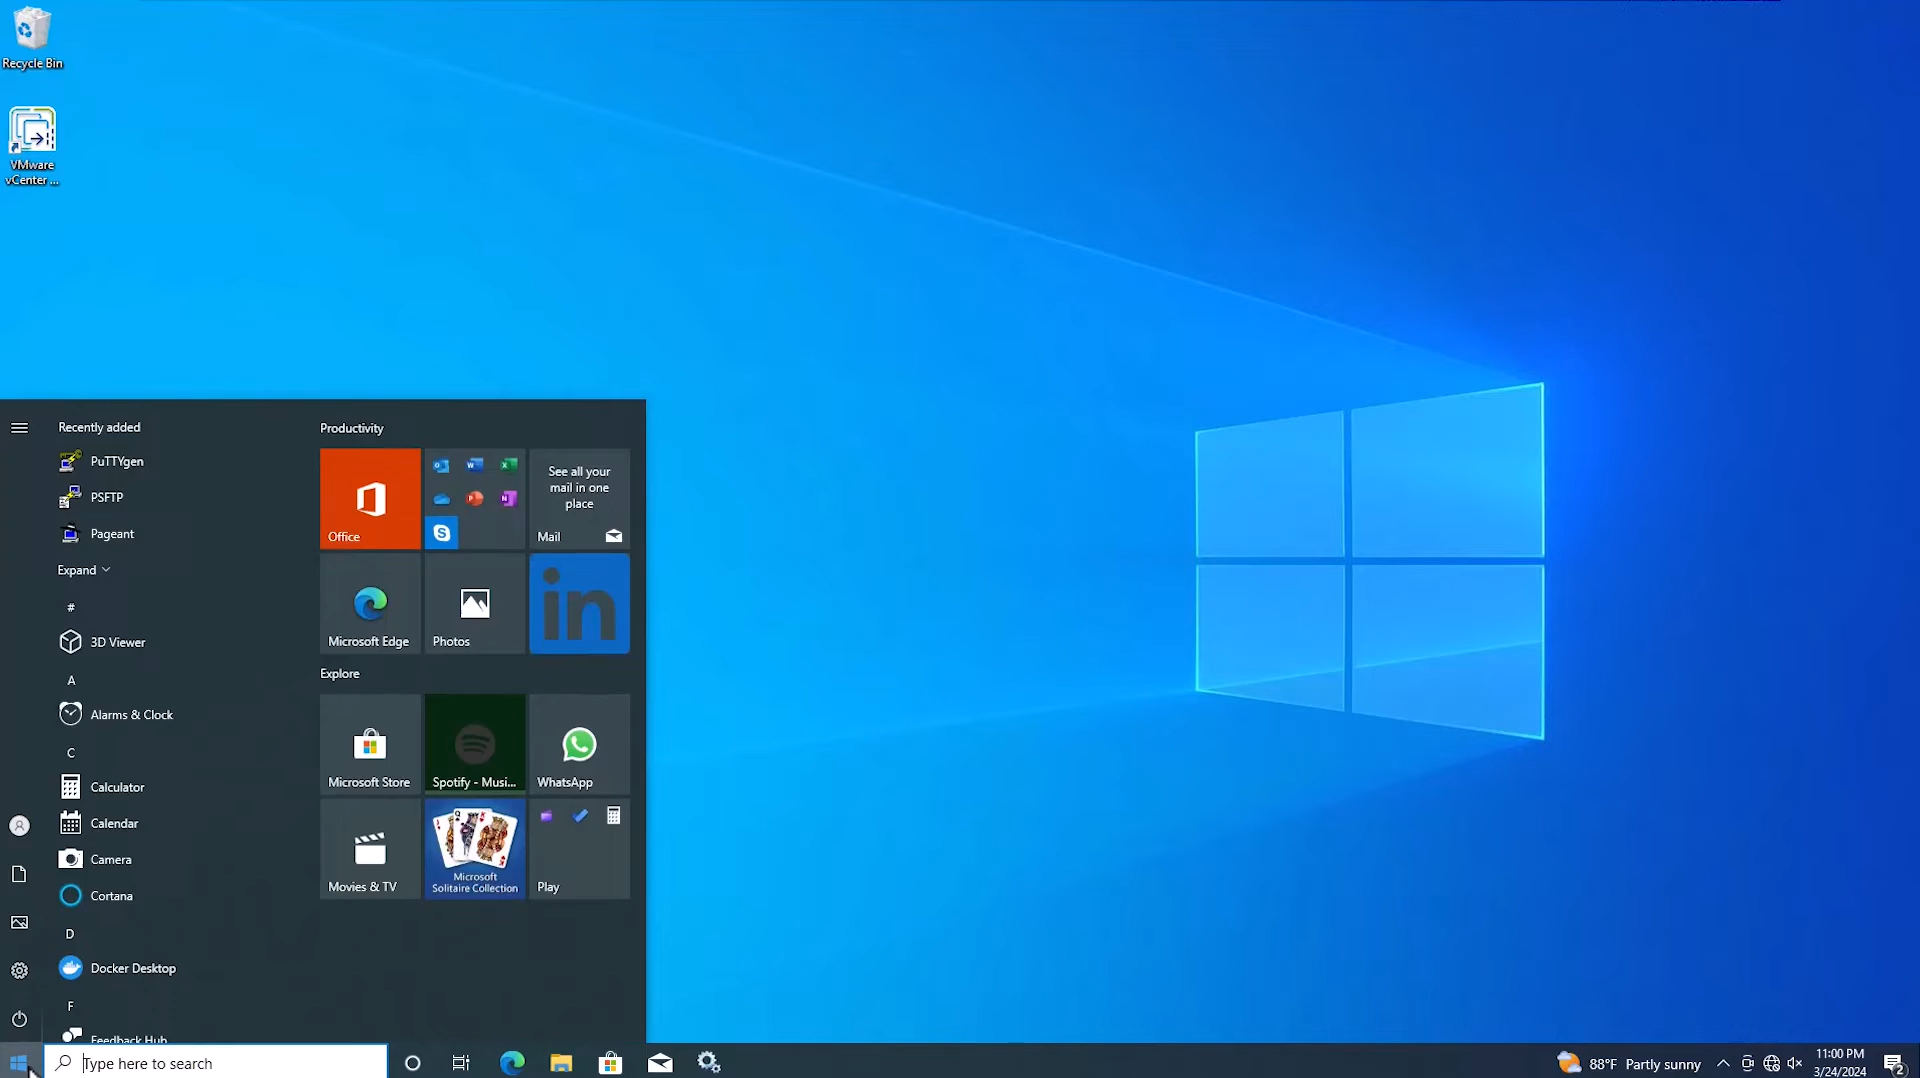 Recycle Bin
VMware
vCenter ...
Recently added
PuTTYgen
PSFTP
Pageant
Expand
#
3D Viewer
A
Alarms & Clock
C
Calculator
Calendar
Camera
Cortana
D
Docker Desktop
F
Feedback Hub
Productivity
Office
See all your
mail in one
place
Mail
Microsoft Edge
Photos
in
Explore
Microsoft Store
Spotify - Musi...
WhatsApp
Movies & TV
Microsoft
Solitaire Collection
Play
Type here to search
88°F Partly sunny
11:00 PM
3/24/2024
2